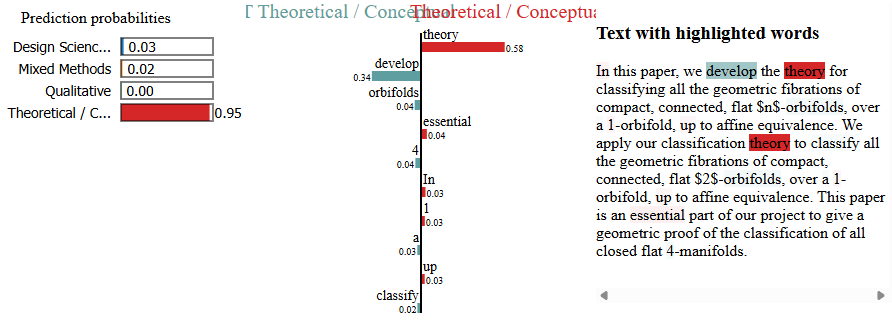 Prediction probabilities
Design Scienc... 0.03
Mixed Methods 0.02
Qualitative 0.00
Theoretical / C... 0.95
T Theoretical / Conceptual
Theoretical / Conceptua
theory
0.58
develop
0.34
orbifolds
0.04
essential
0.04
4
0.04
In
0.03
1
0.03
a
0.03
up
0.03
classify
0.02
Text with highlighted words
In this paper, we develop the theory for
classifying all the geometric fibrations of
compact, connected, flat $n$-orbifolds, over
a 1-orbifold, up to affine equivalence. We
apply our classification theory to classify all
the geometric fibrations of compact,
connected, flat $2$-orbifolds, over a 1-
orbifold, up to affine equivalence. This paper
is an essential part of our project to give a
geometric proof of the classification of all
closed flat 4-manifolds.